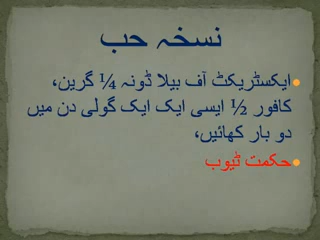 نسخہ حب
ایکسٹریکٹ آف بیلا ڈونہ ¼ گرین،
کافور ½ ایسی ایک ایک گولی دن میں
دو بار کھائیں،
حکمت ٹیوب